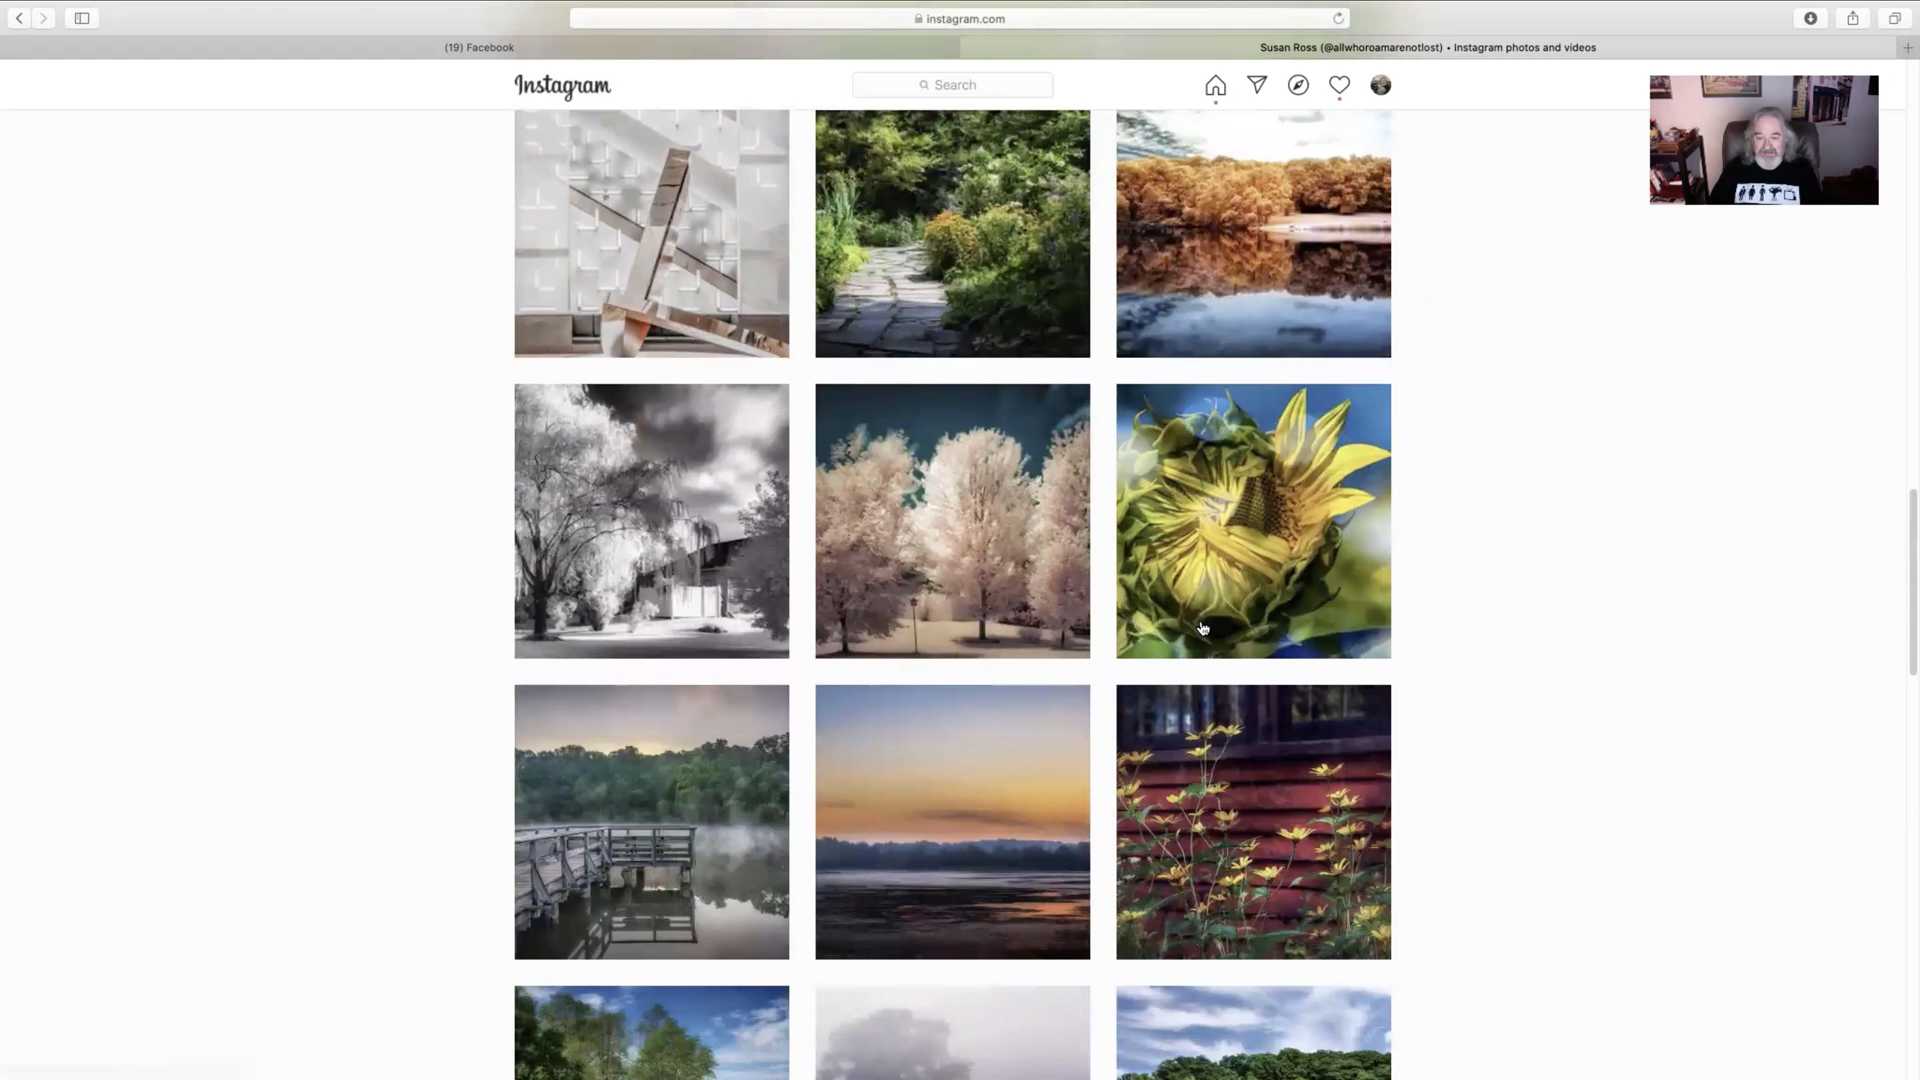 instagram.com
(19) Facebook
Susan Ross (@allwhoroamarenotlost) • Instagram photos and videos
Instagram
Search